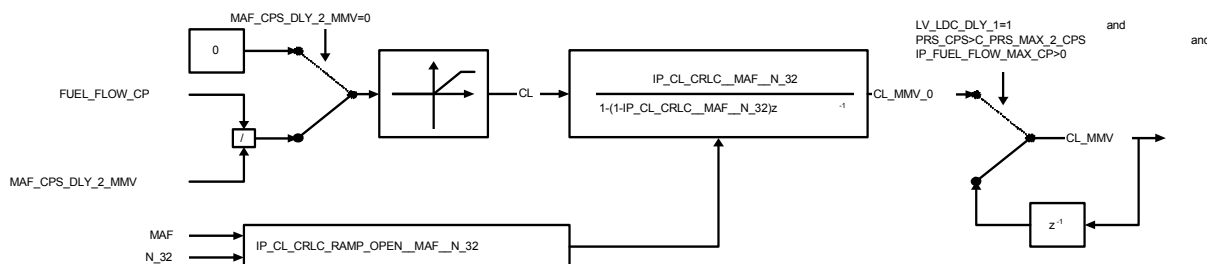 MAF_CPS_DLY_2_MMV=0
LV_LDC_DLY_1=1 and
PRS_CPS>C_PRS_MAX_2_CPS and
IP_FUEL_FLOW_MAX_CP>0
0
FUEL_FLOW_CP
/
MAF_CPS_DLY_2_MMV
CL
IP_CL_CRLC__MAF__N_32
1-(1-IP_CL_CRLC__MAF__N_32)z -1
CL_MMV_0
CL_MMV
z -1
MAF
N_32
IP_CL_CRLC_RAMP_OPEN__MAF__N_32